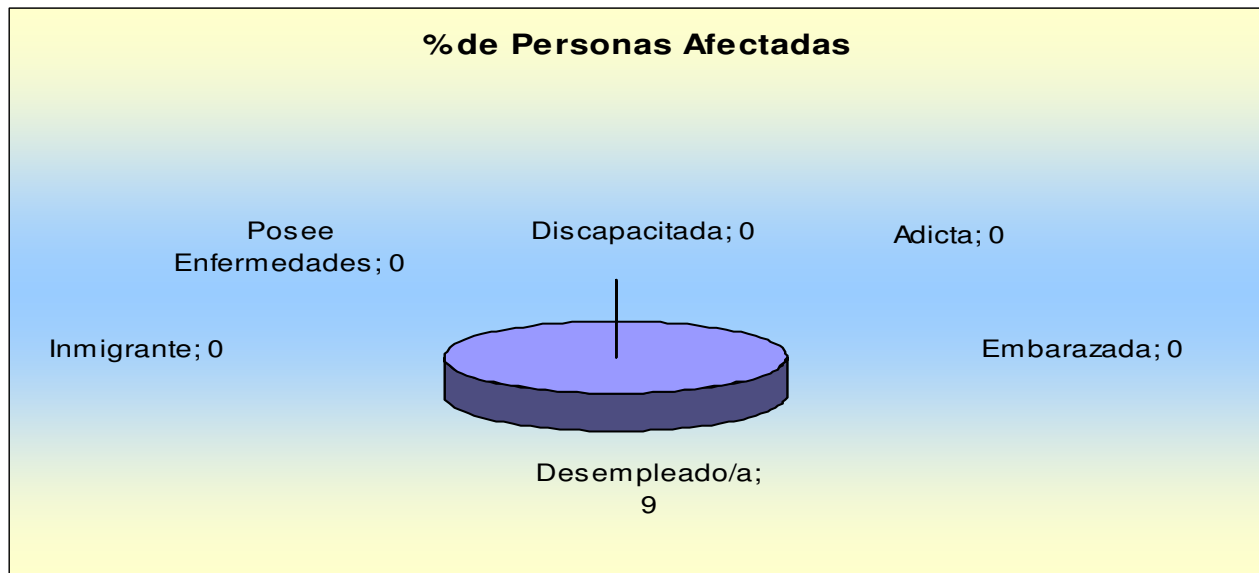 % de Personas Afectadas
Posee
Enfermedades; 0
Discapacitada; 0
Adicta; 0
Inmigrante; 0
Embarazada; 0
Desempleado/a;
9